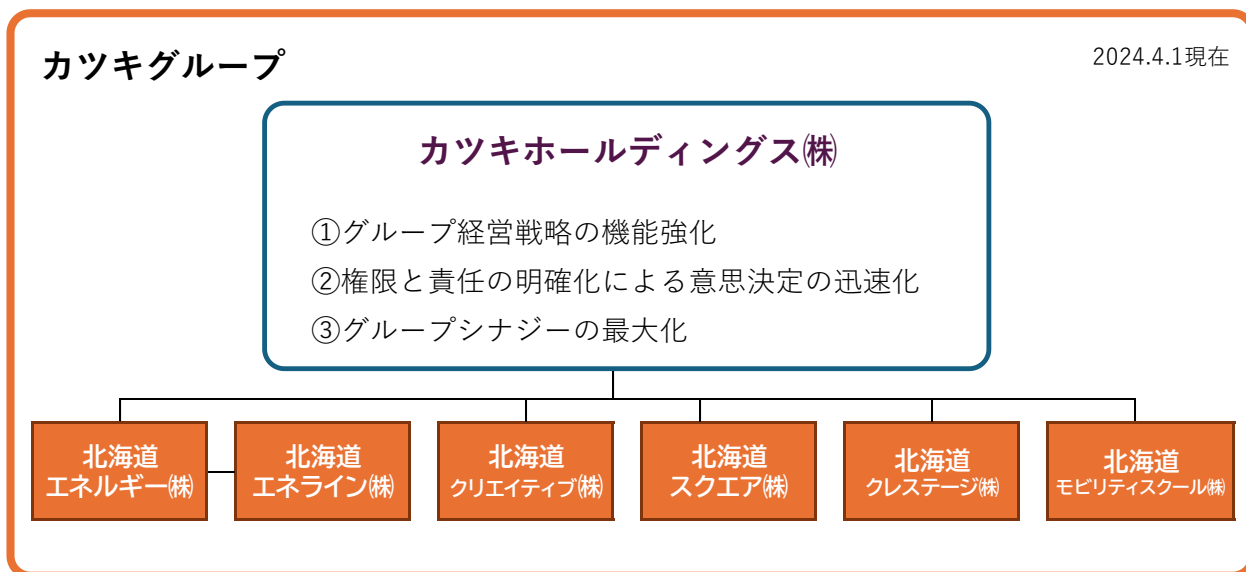 カツキグループ
2024.4.1現在
カツキホールディングス㈱
①グループ経営戦略の機能強化
②権限と責任の明確化による意思決定の迅速化
③グループシナジーの最大化
北海道
エネルギー㈱
北海道
エネライン㈱
北海道
クリエイティブ㈱
北海道
スクエア㈱
北海道
クレステージ㈱
北海道
モビリティスクール㈱